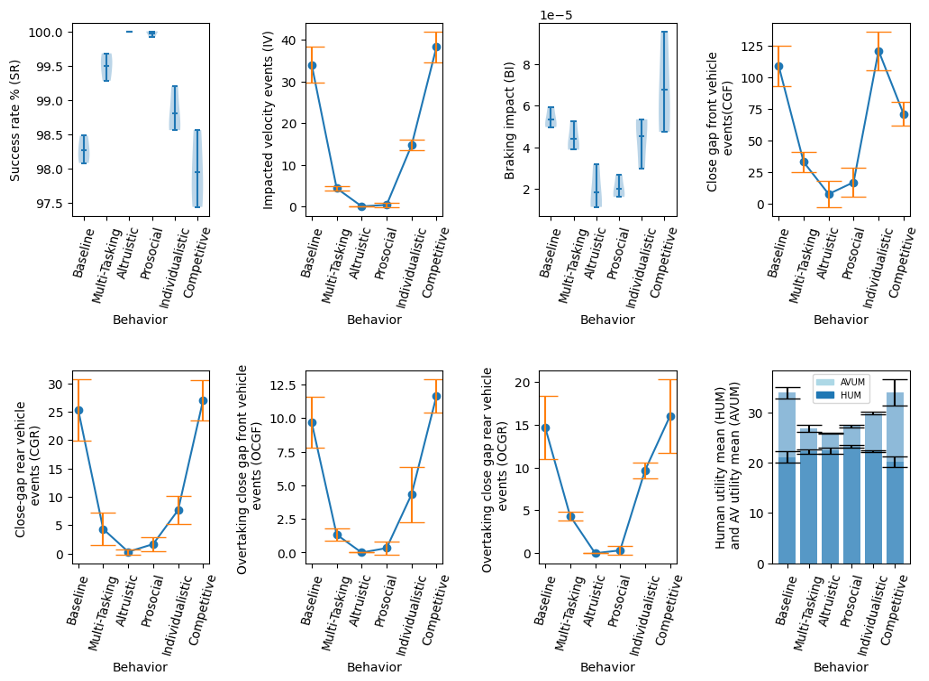 Success rate % (SR)
100.0
99.5
99.0
98.5
98.0
97.5
Baseline
Multi-Tasking
Altruistic
Prosocial
Individualistic
Competitive
Behavior
Impacted velocity events (IV)
40
30
20
10
0
Baseline
Multi-Tasking
Altruistic
Prosocial
Individualistic
Competitive
Behavior
1e−5
Braking impact (BI)
8
6
4
2
Baseline
Multi-Tasking
Altruistic
Prosocial
Individualistic
Competitive
Behavior
Close gap front vehicle
events(CGF)
125
100
75
50
25
0
Baseline
Multi-Tasking
Altruistic
Prosocial
Individualistic
Competitive
Behavior
Close-gap rear vehicle
events (CGR)
30
25
20
15
10
5
0
Baseline
Multi-Tasking
Altruistic
Prosocial
Individualistic
Competitive
Behavior
Overtaking close gap front vehicle
events (OCGF)
12.5
10.0
7.5
5.0
2.5
0.0
Baseline
Multi-Tasking
Altruistic
Prosocial
Individualistic
Competitive
Behavior
Overtaking close gap rear vehicle
events (OCGR)
20
15
10
5
0
Baseline
Multi-Tasking
Altruistic
Prosocial
Individualistic
Competitive
Behavior
Human utility mean (HUM)
and AV utility mean (AVUM)
30
20
10
0
AVUM
HUM
Baseline
Multi-Tasking
Altruistic
Prosocial
Individualistic
Competitive
Behavior